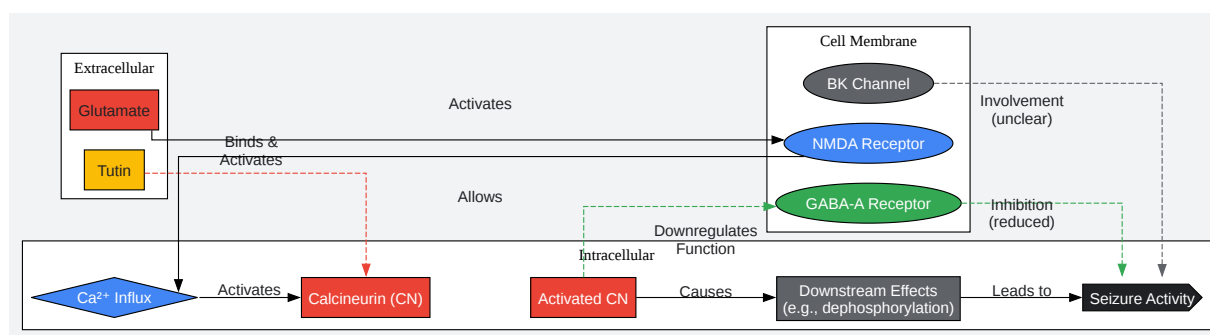 Cell Membrane
Extracellular
BK Channel
Glutamate
Activates
Involvement
(unclear)
Binds &
Activates
NMDA Receptor
Tutin
Allows
GABA-A Receptor
Inhibition
(reduced)
Downregulates
Function
Intracellular
Ca²⁺ Influx
Activates
Calcineurin (CN)
Activated CN
Causes
Downstream Effects
(e.g., dephosphorylation)
Leads to
Seizure Activity